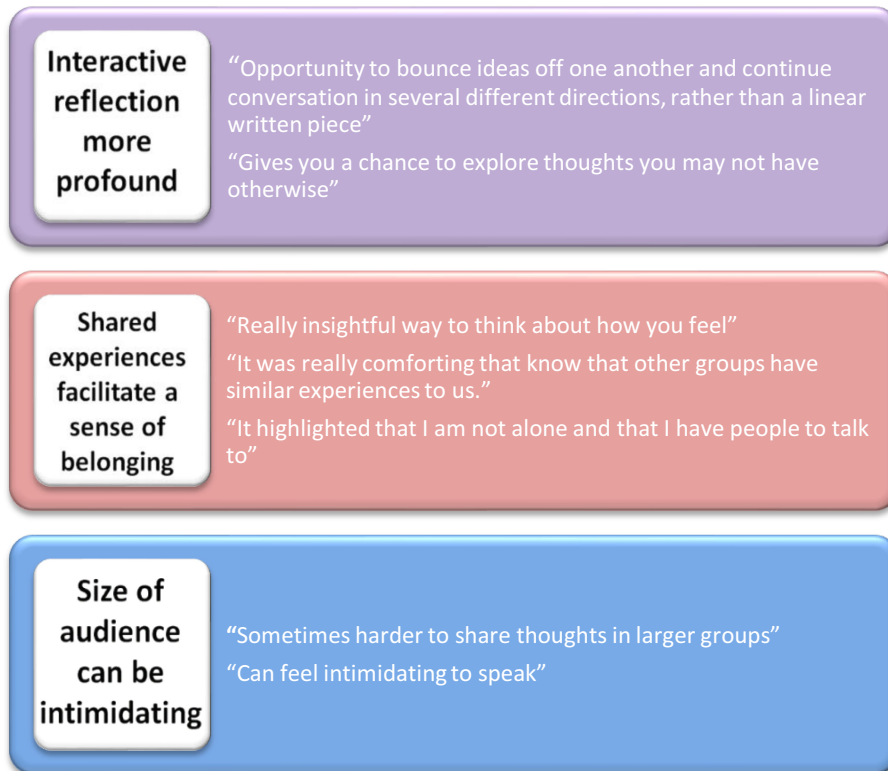 Interactive
reflection
more
profound
“Opportunity to bounce ideas off one another and continue
conversation in several different directions, rather than a linear
written piece”
“Gives you a chance to explore thoughts you may not have
otherwise”
Shared
experiences
facilitate a
sense of
belonging
“Really insightful way to think about how you feel”
“It was really comforting that know that other groups have
similar experiences to us.”
“It highlighted that I am not alone and that I have people to talk
to”
Size of
audience
can be
intimidating
“Sometimes harder to share thoughts in larger groups”
“Can feel intimidating to speak”